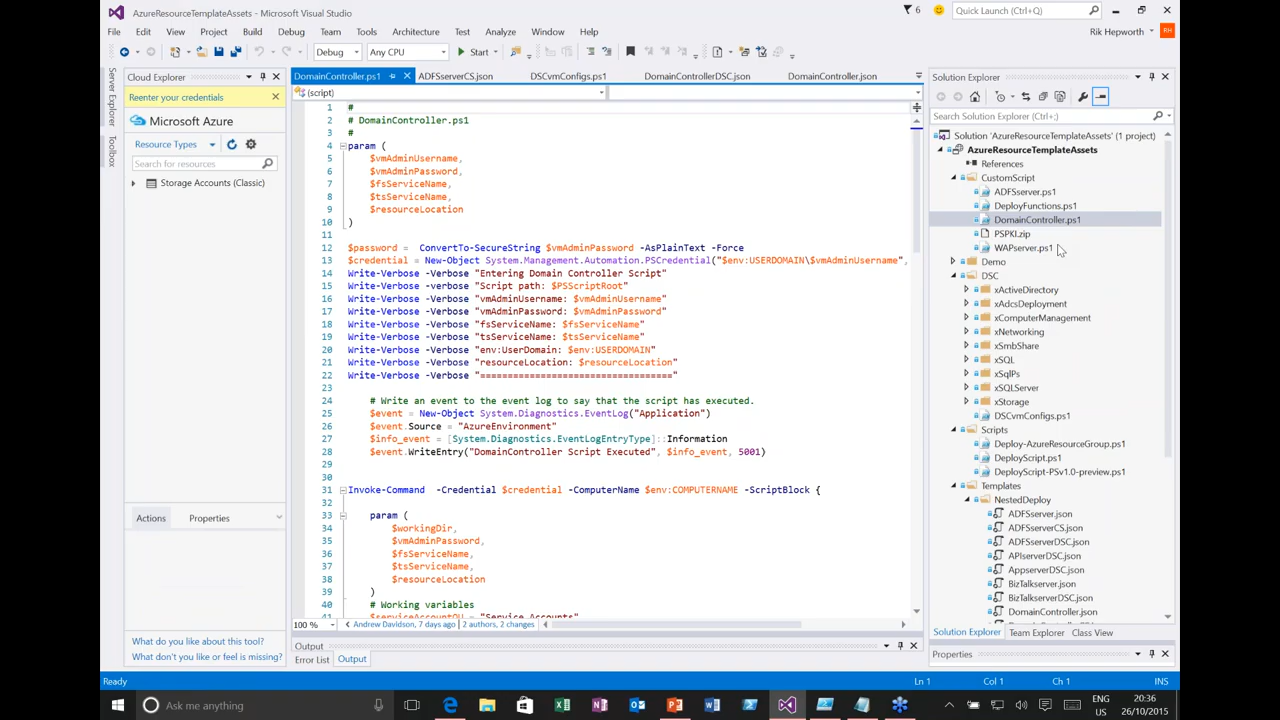 AzureResourceTemplateAssets - Microsoft Visual Studio
6
Quick Launch (Ctrl+Q)
File Edit View Project Build Debug Team Tools Architecture Test Analyze Window Help
Rik Hepworth
RH
Debug Any CPU Start
Server Explorer
Toolbox
Cloud Explorer
Reenter your credentials
Microsoft Azure
Resource Types
Search for resources
Storage Accounts (Classic)
Actions Properties
What do you like about this tool?
What don't you like or feel is missing?
DomainController.ps1 ADFSserverCS.json DSCvmConfigs.ps1 DomainControllerDSC.json DomainController.json
(script)
1 #
2 # DomainController.ps1
3 #
4 param (
5 $vmAdminUsername,
6 $vmAdminPassword,
7 $fsServiceName,
8 $tsServiceName,
9 $resourceLocation
10 )
11
12 $password = ConvertTo-SecureString $vmAdminPassword -AsPlainText -Force
13 $credential = New-Object System.Management.Automation.PSCredential("$env:USERDOMAIN\$vmAdminUsername",
14 Write-Verbose -Verbose "Entering Domain Controller Script"
15 Write-Verbose -Verbose "Script path: $PSScriptRoot"
16 Write-Verbose -Verbose "vmAdminUsername: $vmAdminUsername"
17 Write-Verbose -Verbose "vmAdminPassword: $vmAdminPassword"
18 Write-Verbose -Verbose "fsServiceName: $fsServiceName"
19 Write-Verbose -Verbose "tsServiceName: $tsServiceName"
20 Write-Verbose -Verbose "env:UserDomain: $env:USERDOMAIN"
21 Write-Verbose -Verbose "resourceLocation: $resourceLocation"
22 Write-Verbose -Verbose "==================================="
23
24 # Write an event to the event log to say that the script has executed.
25 $event = New-Object System.Diagnostics.EventLog("Application")
26 $event.Source = "AzureEnvironment"
27 $info_event = [System.Diagnostics.EventLogEntryType]::Information
28 $event.WriteEntry("DomainController Script Executed", $info_event, 5001)
29
30
31 Invoke-Command -Credential $credential -ComputerName $env:COMPUTERNAME -ScriptBlock {
32
33 param (
34 $workingDir,
35 $vmAdminPassword,
36 $fsServiceName,
37 $tsServiceName,
38 $resourceLocation
39 )
40 # Working variables
41 $serviceAccountOU = "Service Accounts"
100 % Andrew Davidson, 7 days ago | 2 authors, 2 changes
Output
Error List Output
Solution Explorer
Search Solution Explorer (Ctrl+;)
Solution 'AzureResourceTemplateAssets' (1 project)
AzureResourceTemplateAssets
References
CustomScript
ADFSserver.ps1
DeployFunctions.ps1
DomainController.ps1
PSPKI.zip
WAPserver.ps1
Demo
DSC
xActiveDirectory
xAdcsDeployment
xComputerManagement
xNetworking
xSmbShare
xSQL
xSqlPs
xSQLServer
xStorage
DSCvmConfigs.ps1
Scripts
Deploy-AzureResourceGroup.ps1
DeployScript.ps1
DeployScript-PSv1.0-preview.ps1
Templates
NestedDeploy
ADFSserver.json
ADFSserverCS.json
ADFSserverDSC.json
APIserverDSC.json
AppserverDSC.json
BizTalkserver.json
BizTalkserverDSC.json
DomainController.json
Solution Explorer Team Explorer Class View
Properties
Ready Ln 1 Col 1 Ch 1 INS
Ask me anything
ENG
US
20:36
26/10/2015